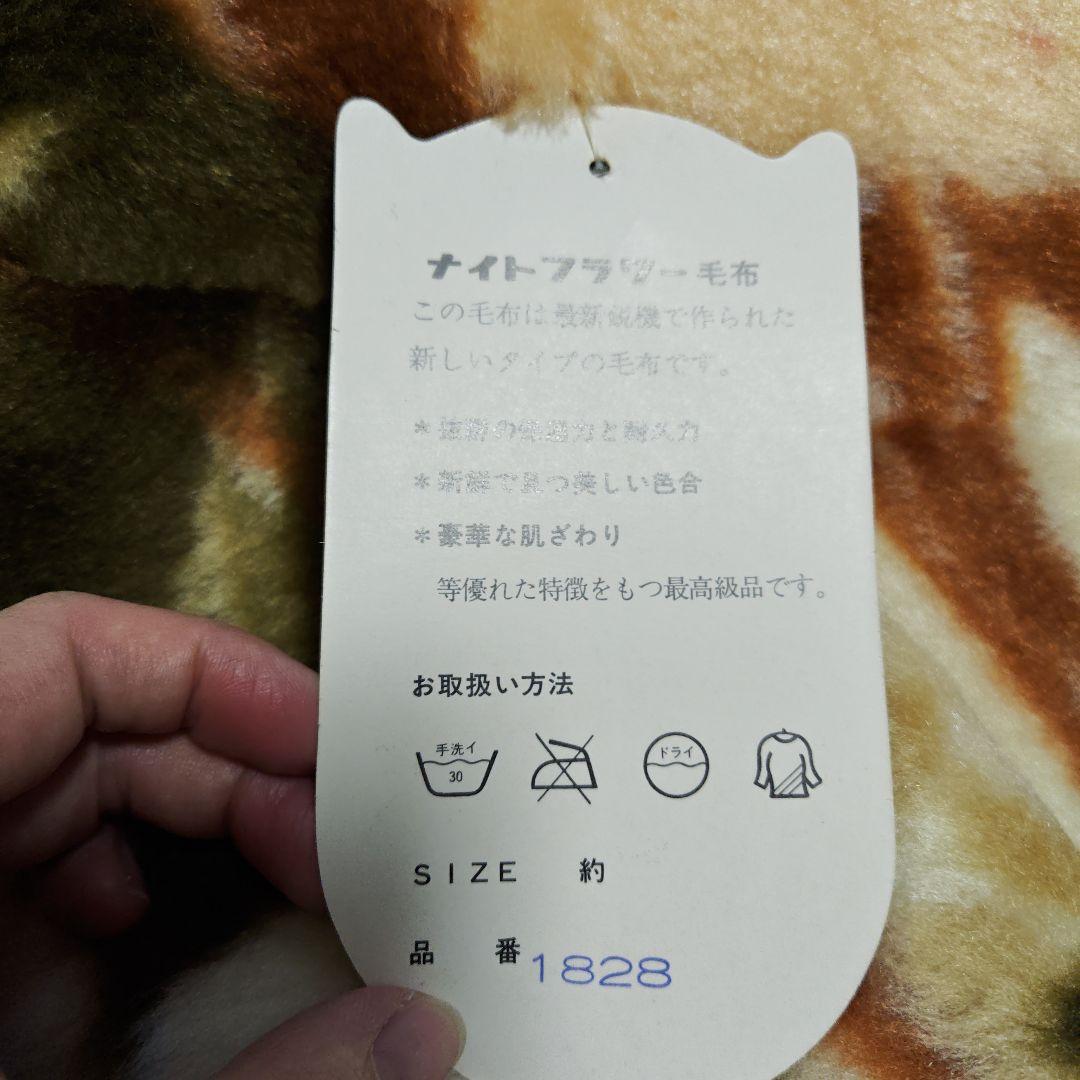 ナイトフラワー毛布
この毛布は最新鋭機で作られた
新しいタイプの毛布です。
*抜群の保温力と耐久力
*新鮮で且つ美しい色合
*豪華な肌ざわり
等優れた特徴をもつ最高級品です。
お取扱い方法
手洗イ ドライ
30
SIZE 約
品番 1828